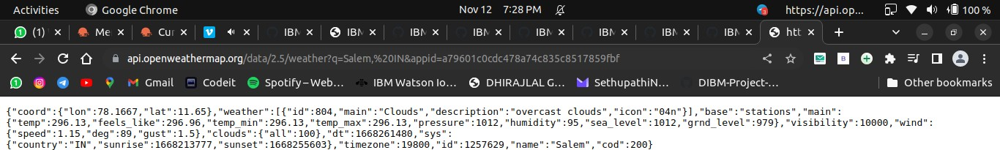 Activities Google Chrome Nov 12 7:28 PM 3 https://api.op... 100 %
1 (1) Me Cur IBM IBM IBM IBM IBM IBM IBM IBM htt
api.openweathermap.org/data/2.5/weather?q=Salem,%20IN&appid=a79601c0cdc478a74c835c8517859fbf B
1 Gmail Codeit Spotify – Web... IBM Watson Io... DHIRAJLAL G... SethupathiN... DIBM-Project-... Other bookmarks
{"coord":{"lon":78.1667,"lat":11.65},"weather":[{"id":804,"main":"Clouds","description":"overcast clouds","icon":"04n"}],"base":"stations","main":
{"temp":296.13,"feels_like":296.96,"temp_min":296.13,"temp_max":296.13,"pressure":1012,"humidity":95,"sea_level":1012,"grnd_level":979},"visibility":10000,"wind":
{"speed":1.15,"deg":89,"gust":1.5},"clouds":{"all":100},"dt":1668261480,"sys":
{"country":"IN","sunrise":1668213777,"sunset":1668255603},"timezone":19800,"id":1257629,"name":"Salem","cod":200}